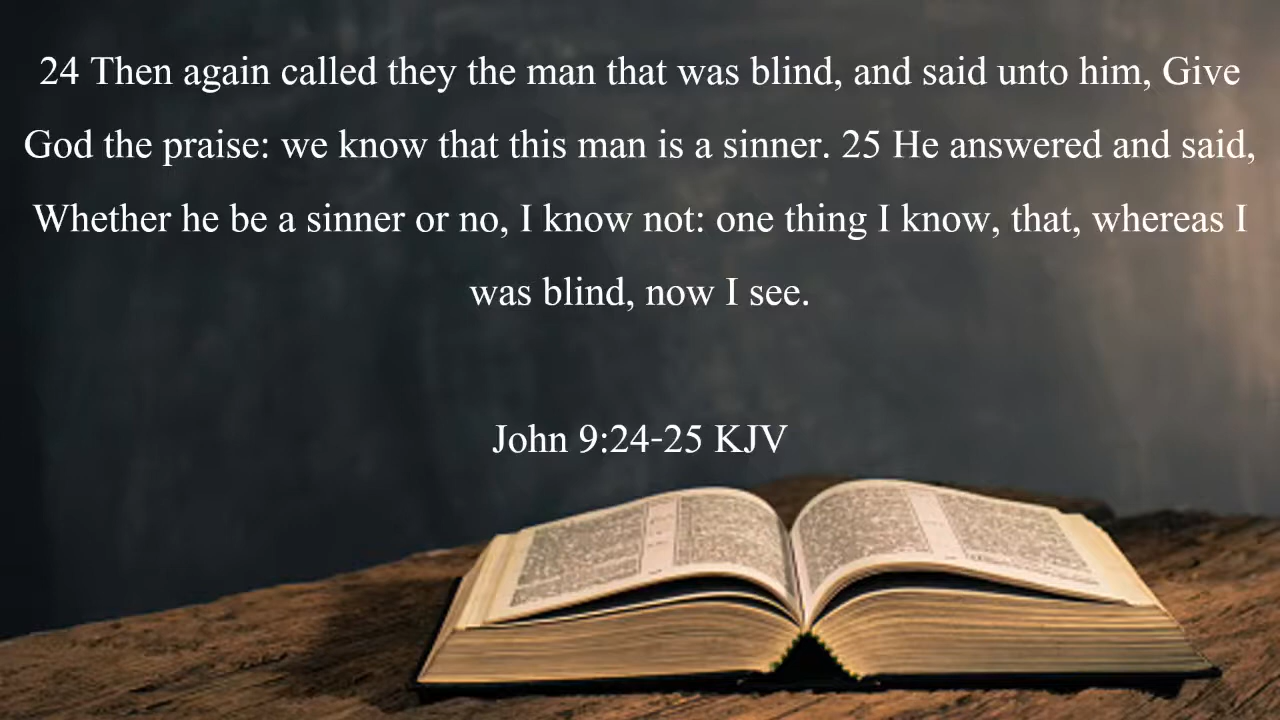 24 Then again called they the man that was blind, and said unto him, Give
God the praise: we know that this man is a sinner. 25 He answered and said,
Whether he be a sinner or no, I know not: one thing I know, that, whereas I
was blind, now I see.
John 9:24-25 KJV